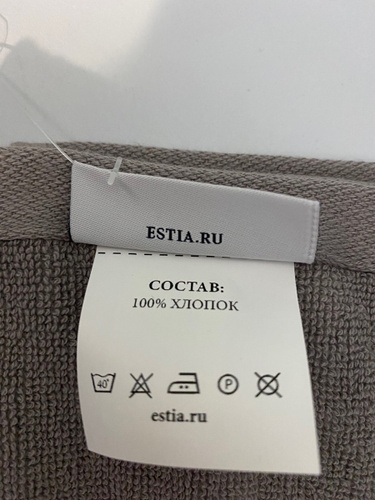 ESTIA.RU
СОСТАВ:
100% ХЛОПОК
40° P
estia.ru